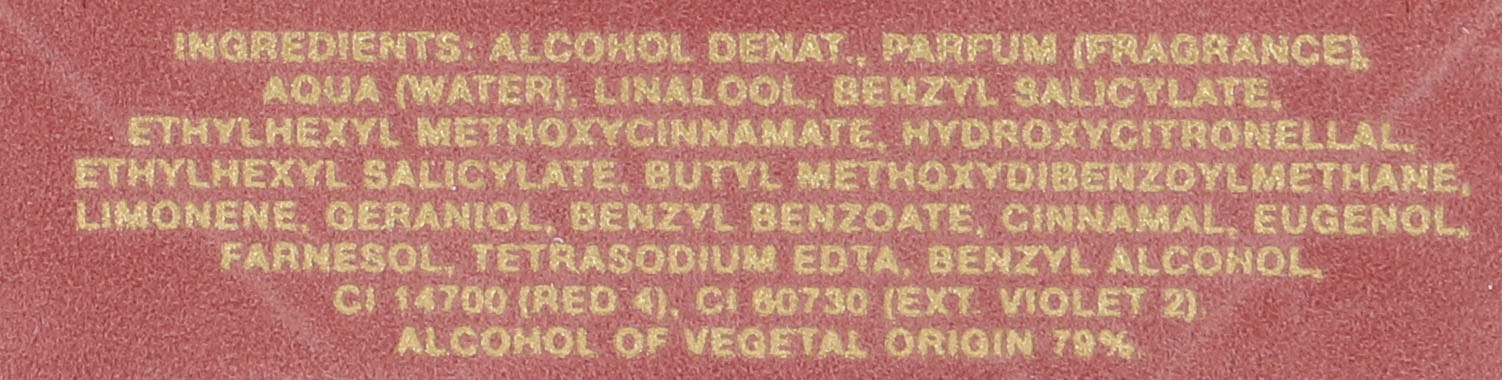 INGREDIENTS: ALCOHOL DENAT., PARFUM (FRAGRANCE),
AQUA (WATER), LINALOOL, BENZYL SALICYLATE,
ETHYLHEXYL METHOXYCINNAMATE, HYDROXYCITRONELLAL,
ETHYLHEXYL SALICYLATE, BUTYL METHOXYDIBENZOYLMETHANE,
LIMONENE, GERANIOL, BENZYL BENZOATE, CINNAMAL, EUGENOL,
FARNESOL, TETRASODIUM EDTA, BENZYL ALCOHOL,
CI 14700 (RED 4), CI 60730 (EXT. VIOLET 2).
ALCOHOL OF VEGETAL ORIGIN 79%.